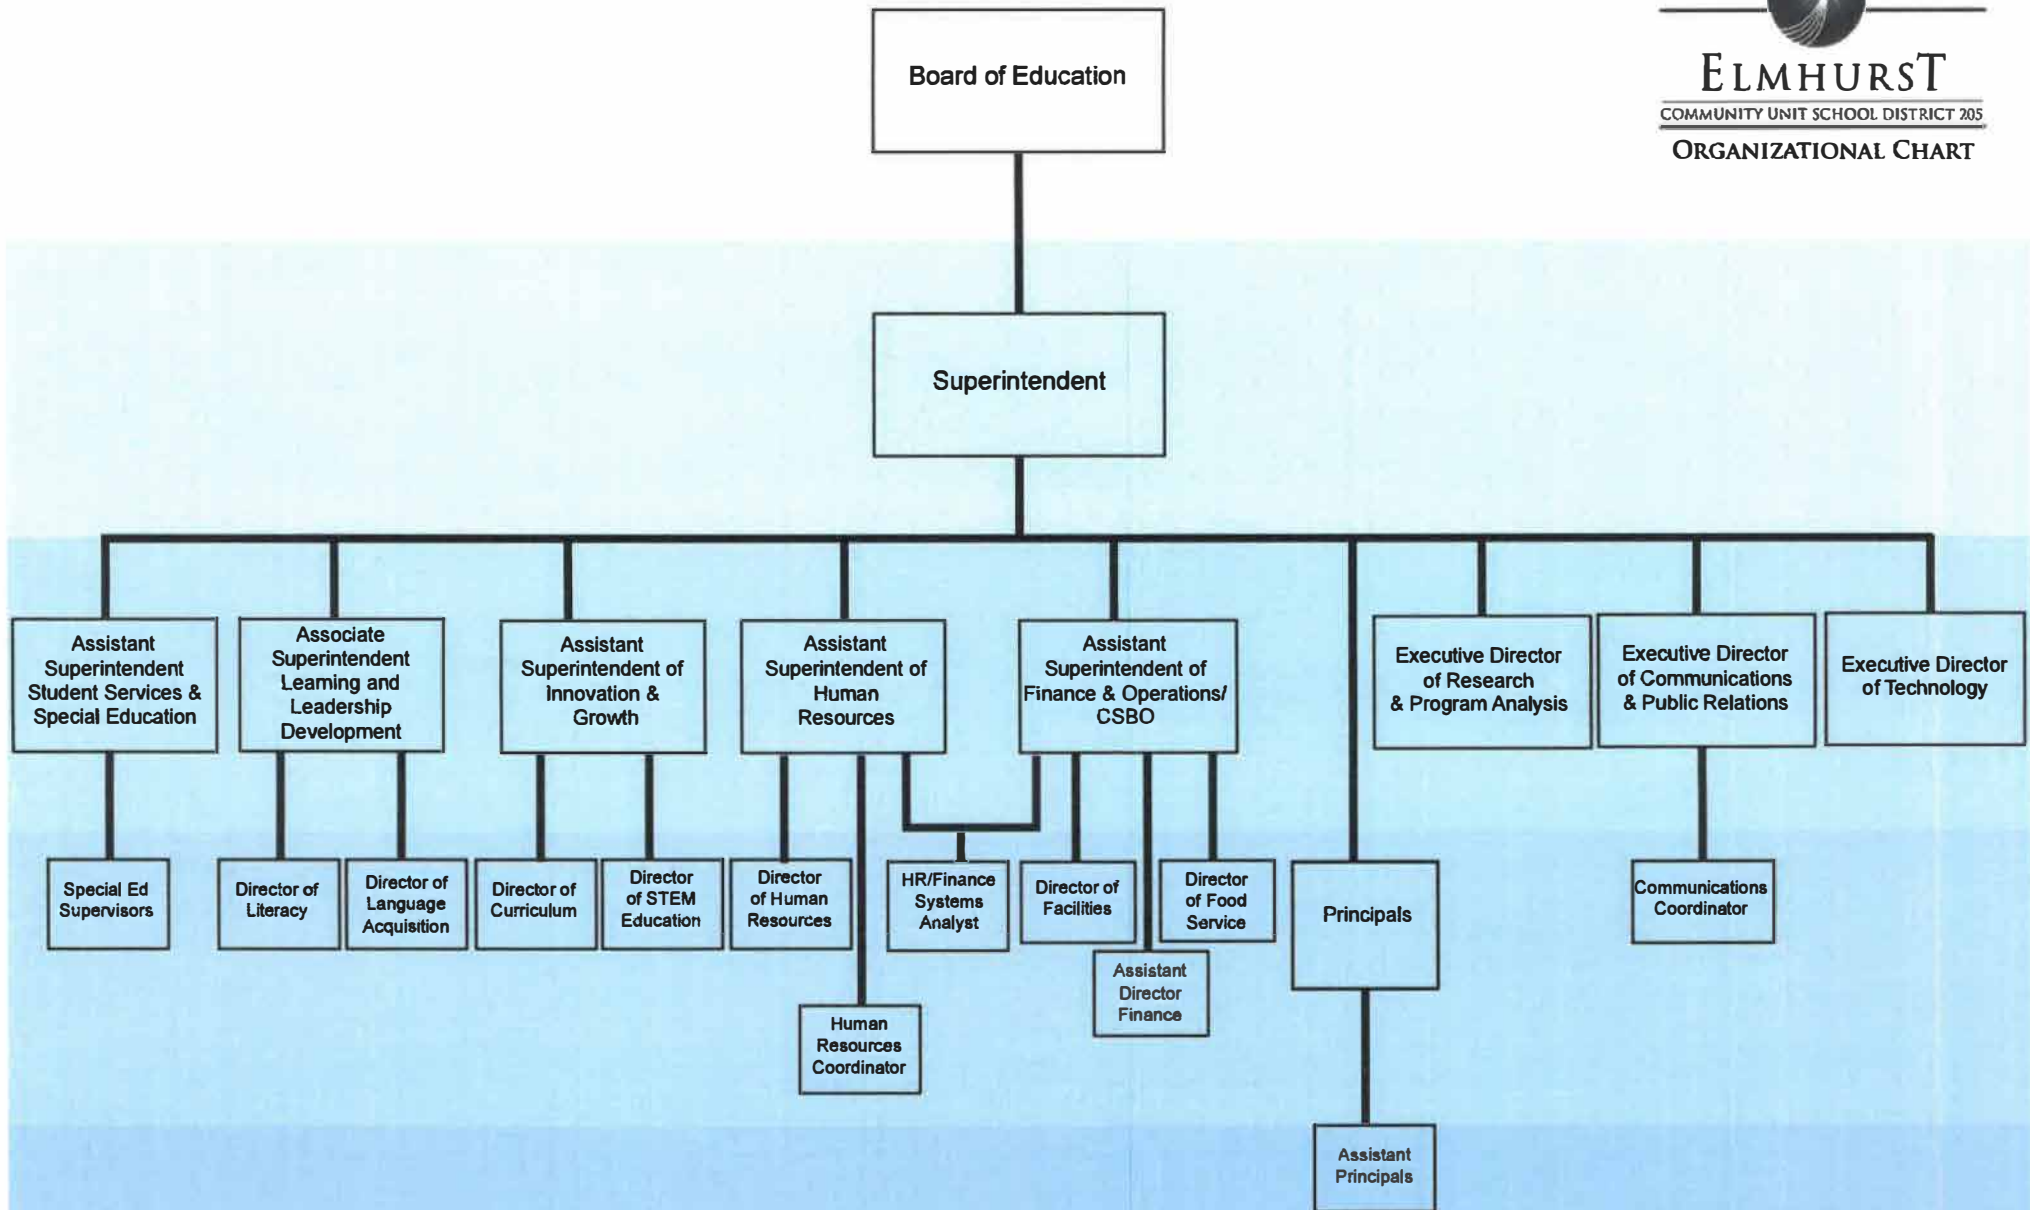 ELMHURST
COMMUNITY UNIT SCHOOL DISTRICT 205
ORGANIZATIONAL CHART
Board of Education
Superintendent
Assistant
Superintendent
Student Services &
Special Education
Associate
Superintendent
Learning and
Leadership
Development
Assistant
Superintendent of
Innovation &
Growth
Assistant
Superintendent of
Human
Resources
Assistant
Superintendent of
Finance & Operations/
CSBO
Executive Director
of Research
& Program Analysis
Executive Director
of Communications
& Public Relations
Executive Director
of Technology
Special Ed
Supervisors
Director of
Literacy
Director of
Language
Acquisition
Director of
Curriculum
Director
of STEM
Education
Director
of Human
Resources
HR/Finance
Systems
Analyst
Director of
Facilities
Director
of Food
Service
Principals
Communications
Coordinator
Assistant
Director
Finance
Human
Resources
Coordinator
Assistant
Principals